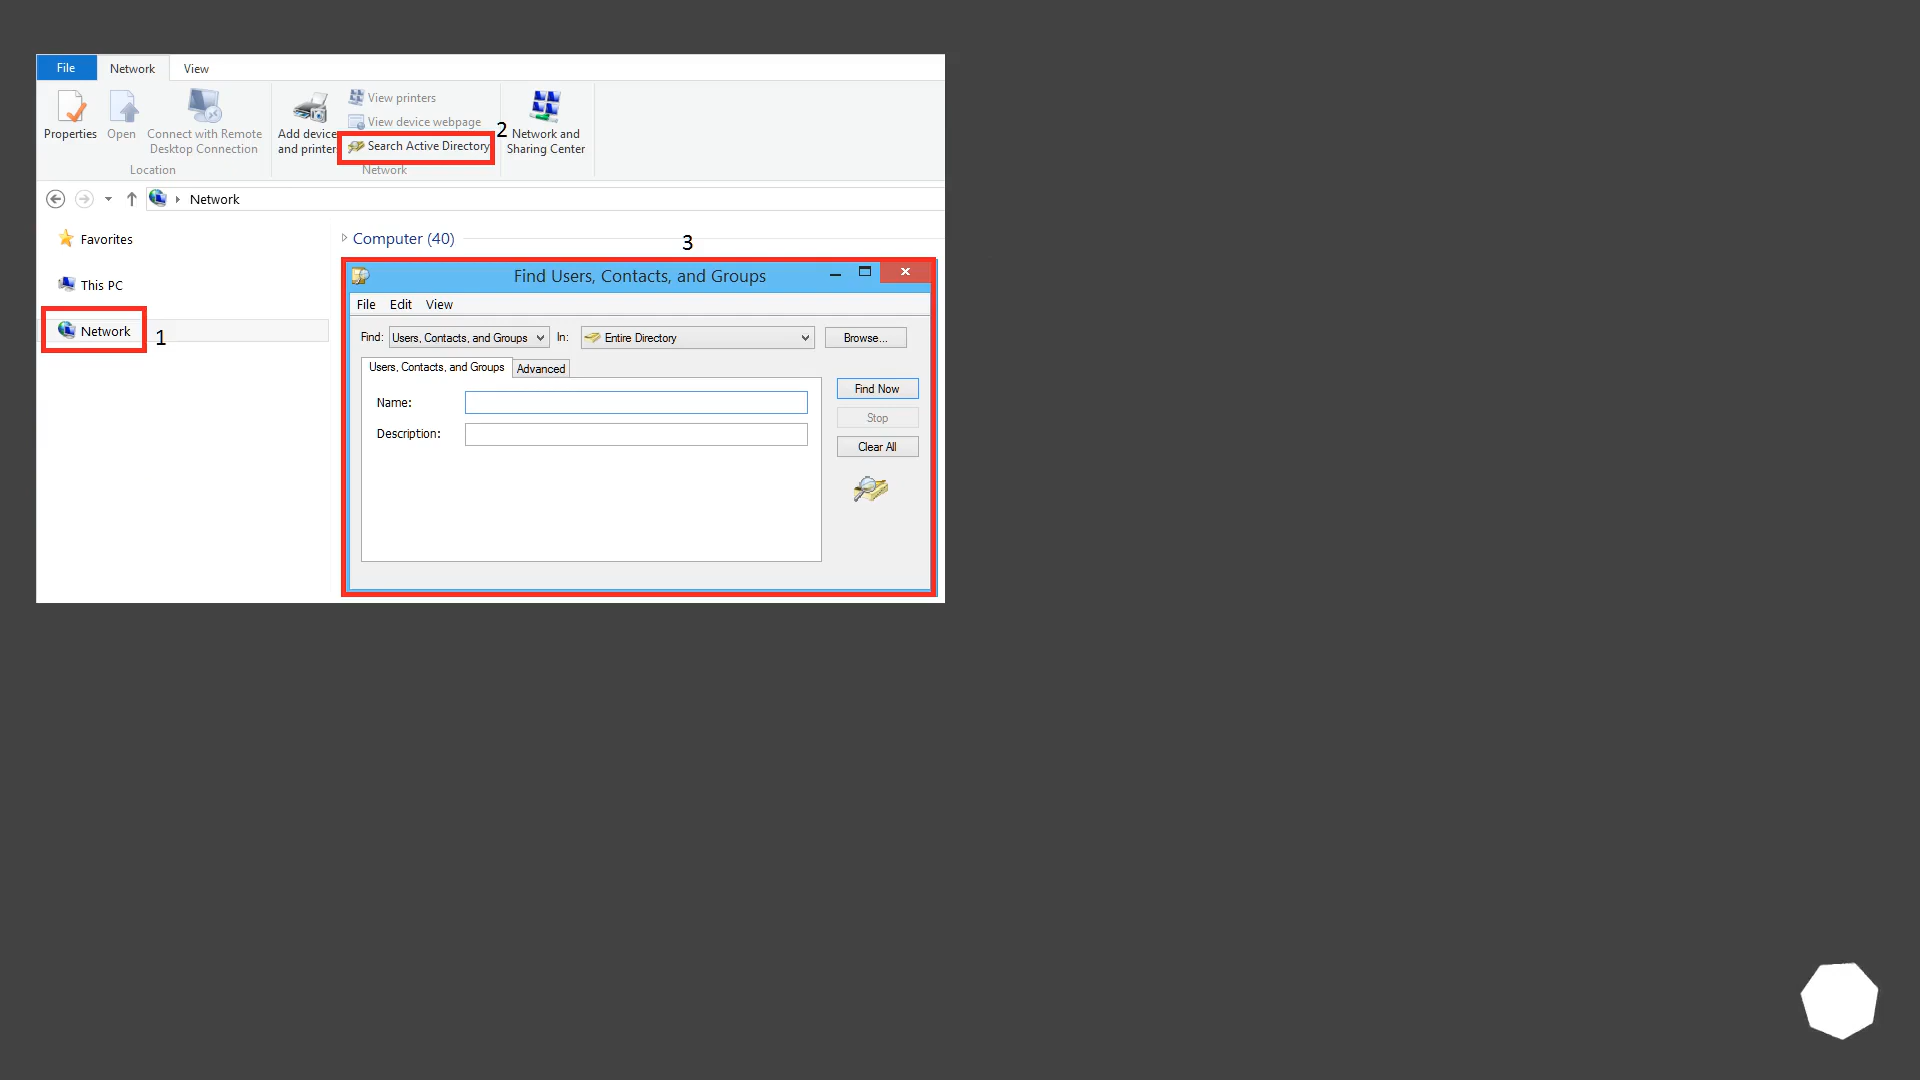 File Network View
Properties Open Connect with Remote Desktop Connection
Location
Add devices and printers
View printers
View device webpage
Search Active Directory
Network
2
Network and Sharing Center
Network
Favorites
This PC
Network
1
Computer (40)
3
Find Users, Contacts, and Groups
File Edit View
Find: Users, Contacts, and Groups In: Entire Directory Browse...
Users, Contacts, and Groups Advanced
Name:
Description:
Find Now
Stop
Clear All